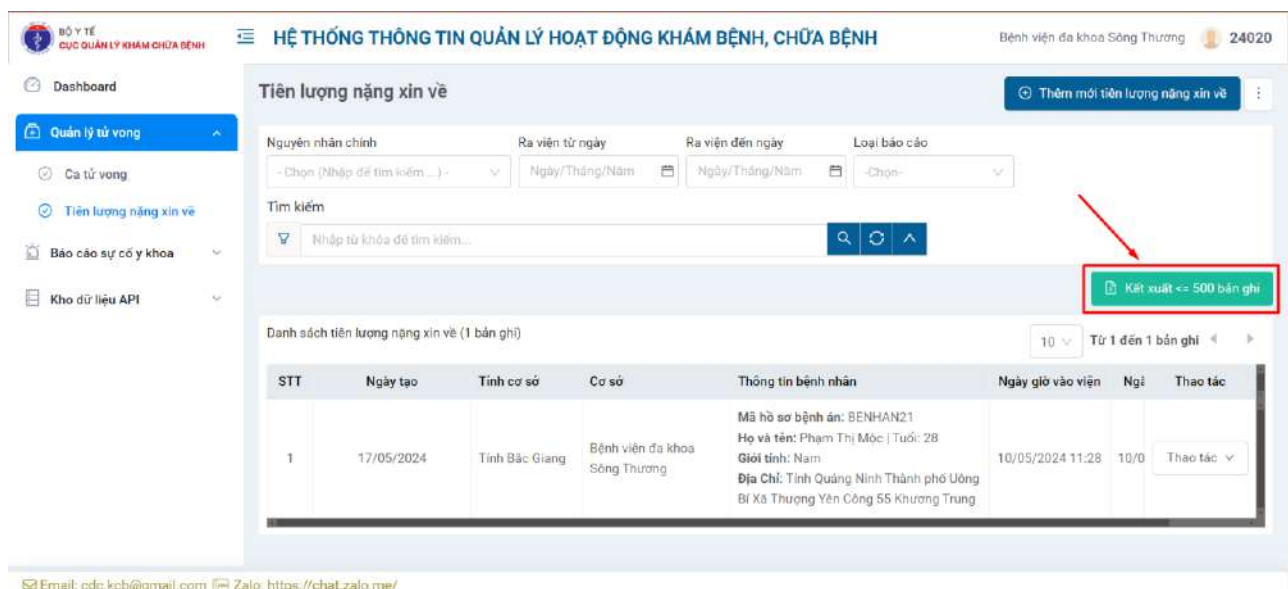 BỘ Y TẾ
CỤC QUẢN LÝ KHÁM CHỮA BỆNH
HỆ THỐNG THÔNG TIN QUẢN LÝ HOẠT ĐỘNG KHÁM BỆNH, CHỮA BỆNH
Bệnh viện đa khoa Sông Thương
24020
Dashboard
Quản lý tử vong
Ca tử vong
Tiên lượng nặng xin về
Báo cáo sự cố y khoa
Kho dữ liệu API
Tiên lượng nặng xin về
Thêm mới tiên lượng nặng xin về
Nguyên nhân chính
Ra viện từ ngày
Ra viện đến ngày
Loại báo cáo
- Chọn (Nhập để tìm kiếm ...) -
Ngày/Tháng/Năm
Ngày/Tháng/Năm
-Chọn-
Tìm kiếm
Nhập từ khóa để tìm kiếm...
Kết xuất <= 500 bản ghi
Danh sách tiên lượng nặng xin về (1 bản ghi)
10
Từ 1 đến 1 bản ghi
STT
Ngày tạo
Tỉnh cơ sở
Cơ sở
Thông tin bệnh nhân
Ngày giờ vào viện
Ngà
Thao tác
1
17/05/2024
Tỉnh Bắc Giang
Bệnh viện đa khoa
Sông Thương
Mã hồ sơ bệnh án: BENHAN21
Họ và tên: Phạm Thị Mộc | Tuổi: 28
Giới tính: Nam
Địa Chỉ: Tỉnh Quảng Ninh Thành phố Uông
Bí Xã Thượng Yên Công 55 Khương Trung
10/05/2024 11:28
10/0
Thao tác
Email: cdc.kcb@gmail.com
Zalo: https://chat.zalo.me/